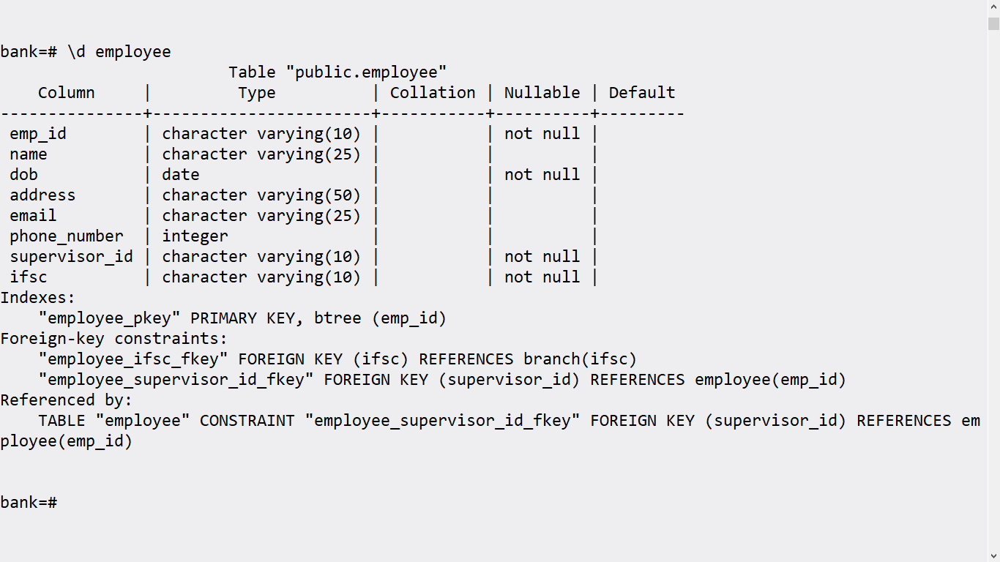 bank=# \d employee
                        Table "public.employee"
    Column     |         Type          | Collation | Nullable | Default
---------------+-----------------------+-----------+----------+---------
 emp_id        | character varying(10) |           | not null |
 name          | character varying(25) |           |          |
 dob           | date                  |           | not null |
 address       | character varying(50) |           |          |
 email         | character varying(25) |           |          |
 phone_number  | integer               |           |          |
 supervisor_id | character varying(10) |           | not null |
 ifsc          | character varying(10) |           | not null |
Indexes:
    "employee_pkey" PRIMARY KEY, btree (emp_id)
Foreign-key constraints:
    "employee_ifsc_fkey" FOREIGN KEY (ifsc) REFERENCES branch(ifsc)
    "employee_supervisor_id_fkey" FOREIGN KEY (supervisor_id) REFERENCES employee(emp_id)
Referenced by:
    TABLE "employee" CONSTRAINT "employee_supervisor_id_fkey" FOREIGN KEY (supervisor_id) REFERENCES em
ployee(emp_id)
bank=#